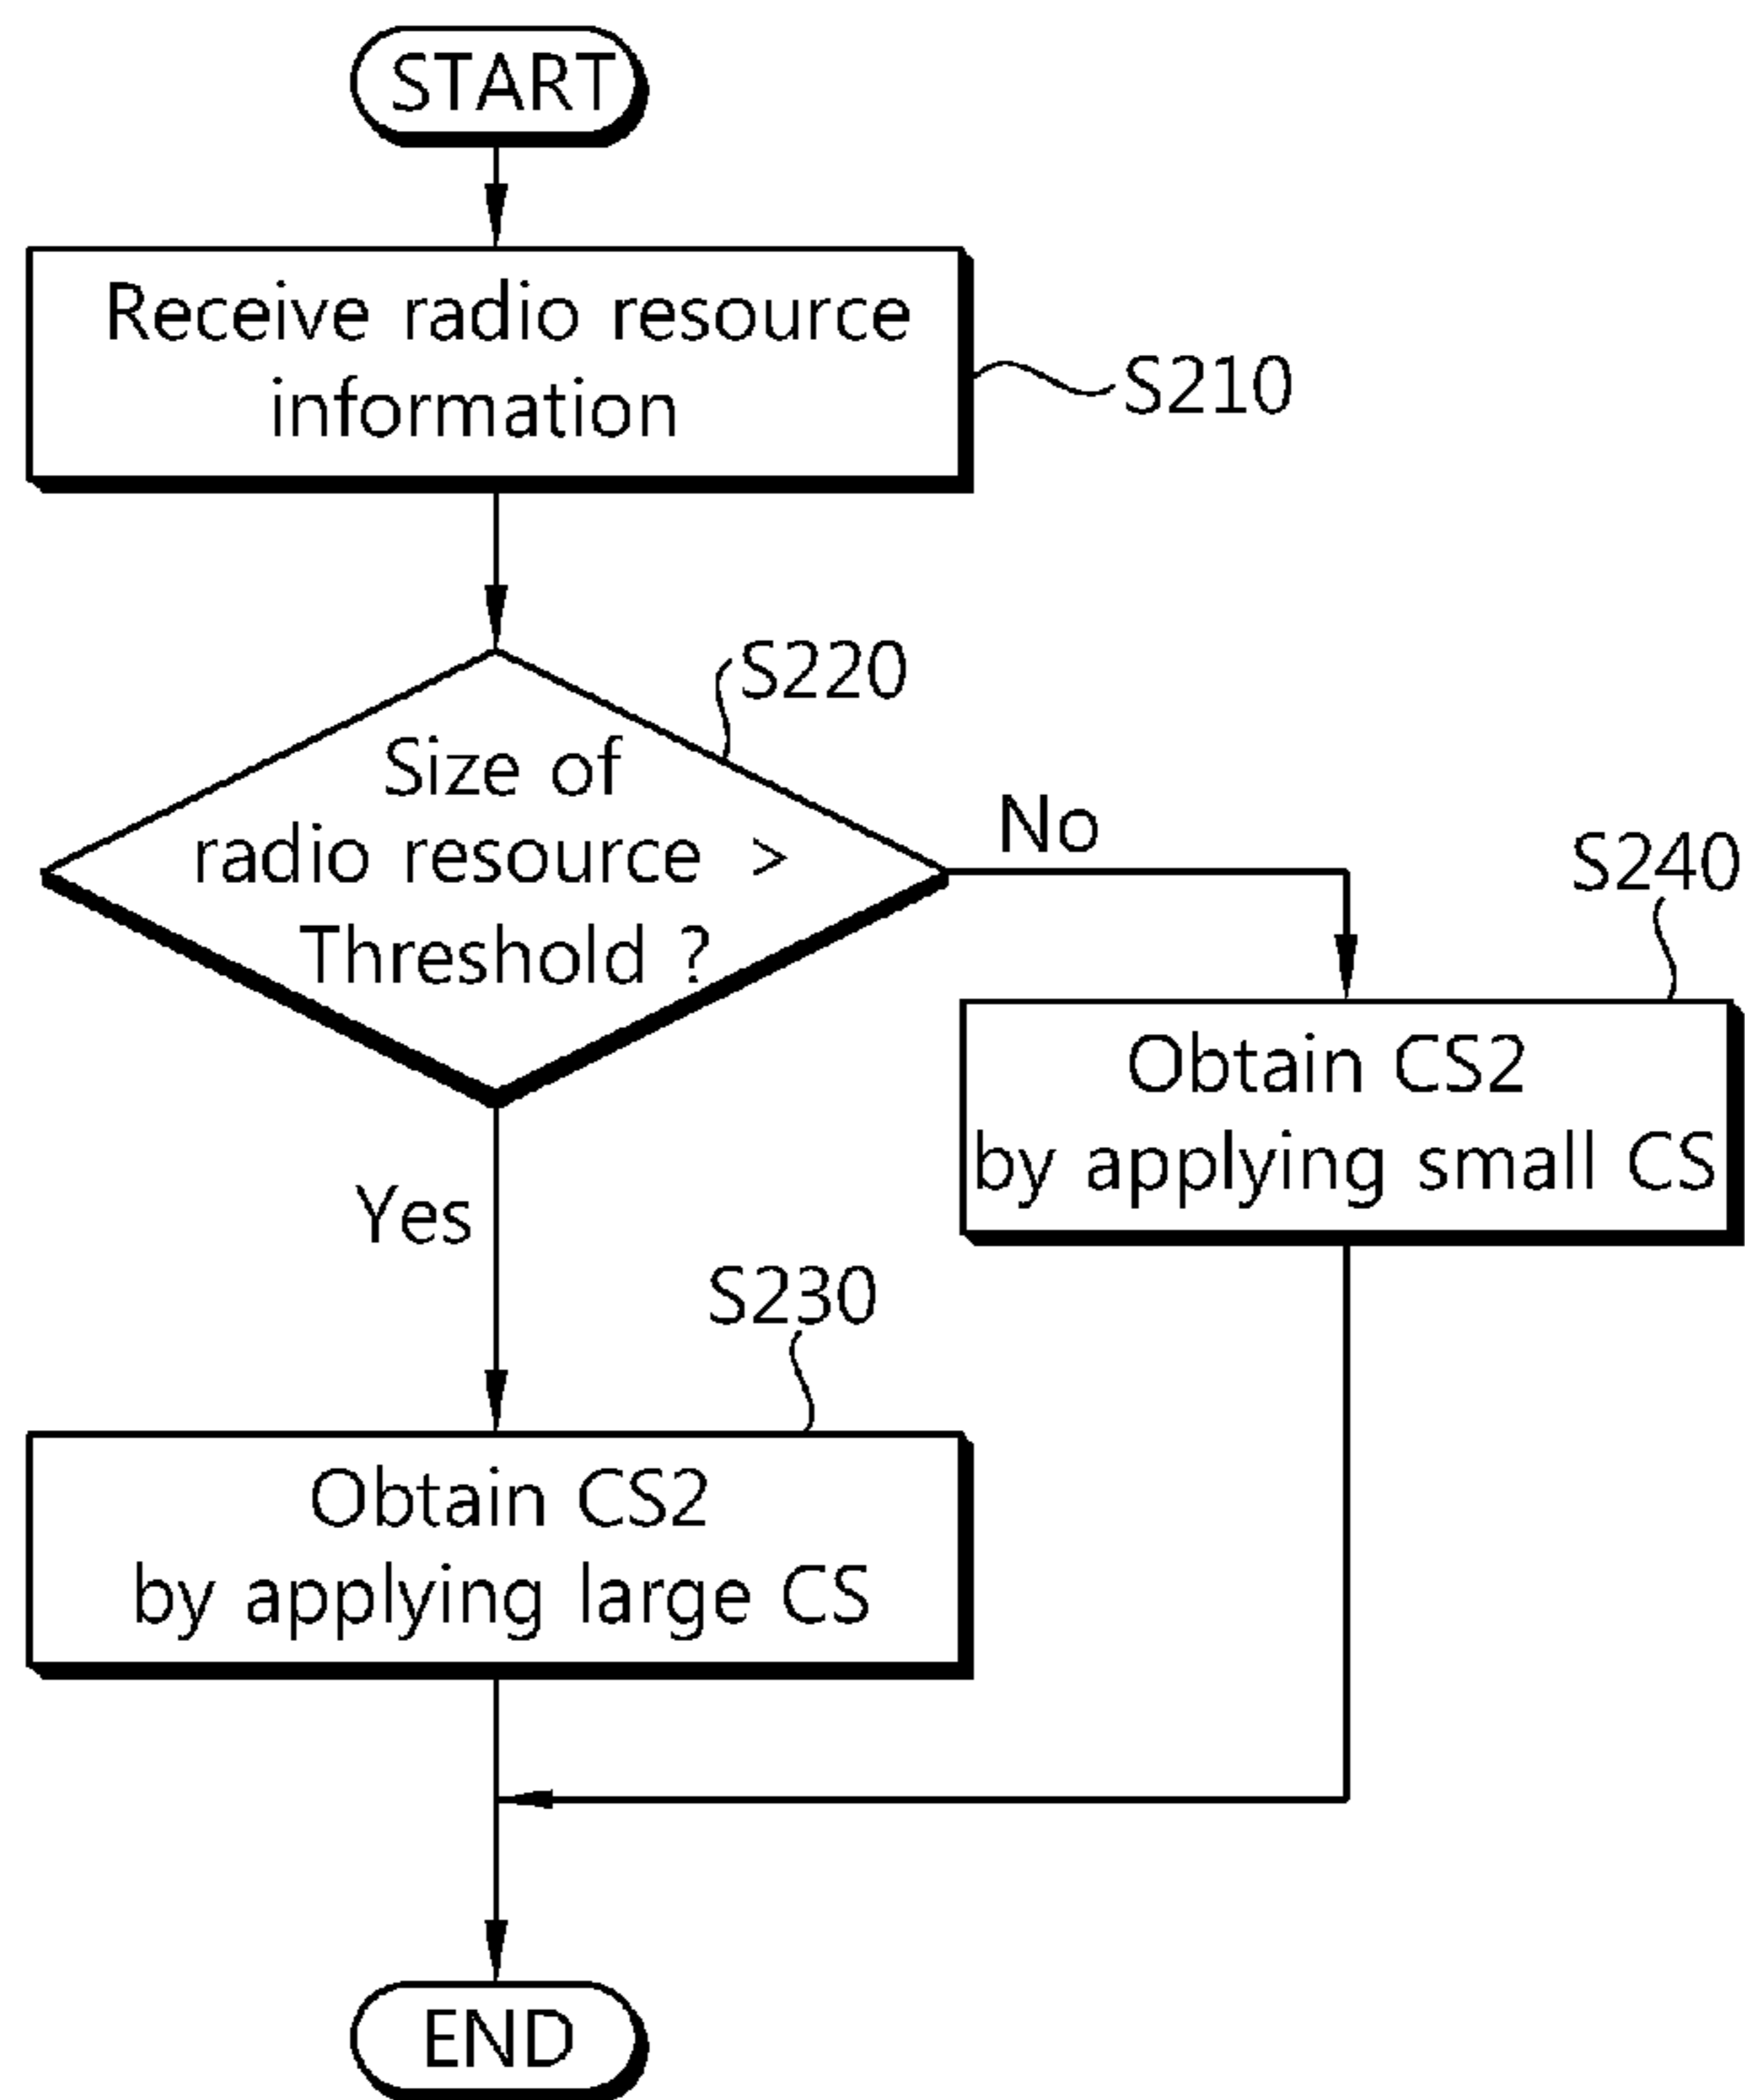 START
Receive radio resource
information
S210
S220
Size of
radio resource >
Threshold ?
No
S240
Obtain CS2
by applying small CS
Yes
S230
Obtain CS2
by applying large CS
END